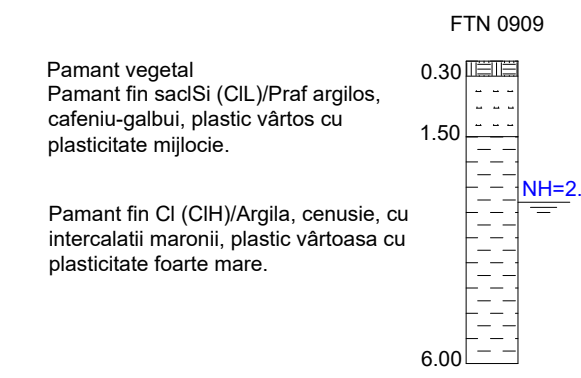 FTN 0909
Pamant vegetal
0.30
Pamant fin saclSi (ClL)/Praf argilos,
cafeniu-galbui, plastic vârtos cu
plasticitate mijlocie.
1.50
NH=2.
Pamant fin Cl (ClH)/Argila, cenusie, cu
intercalatii maronii, plastic vârtoasa cu
plasticitate foarte mare.
6.00